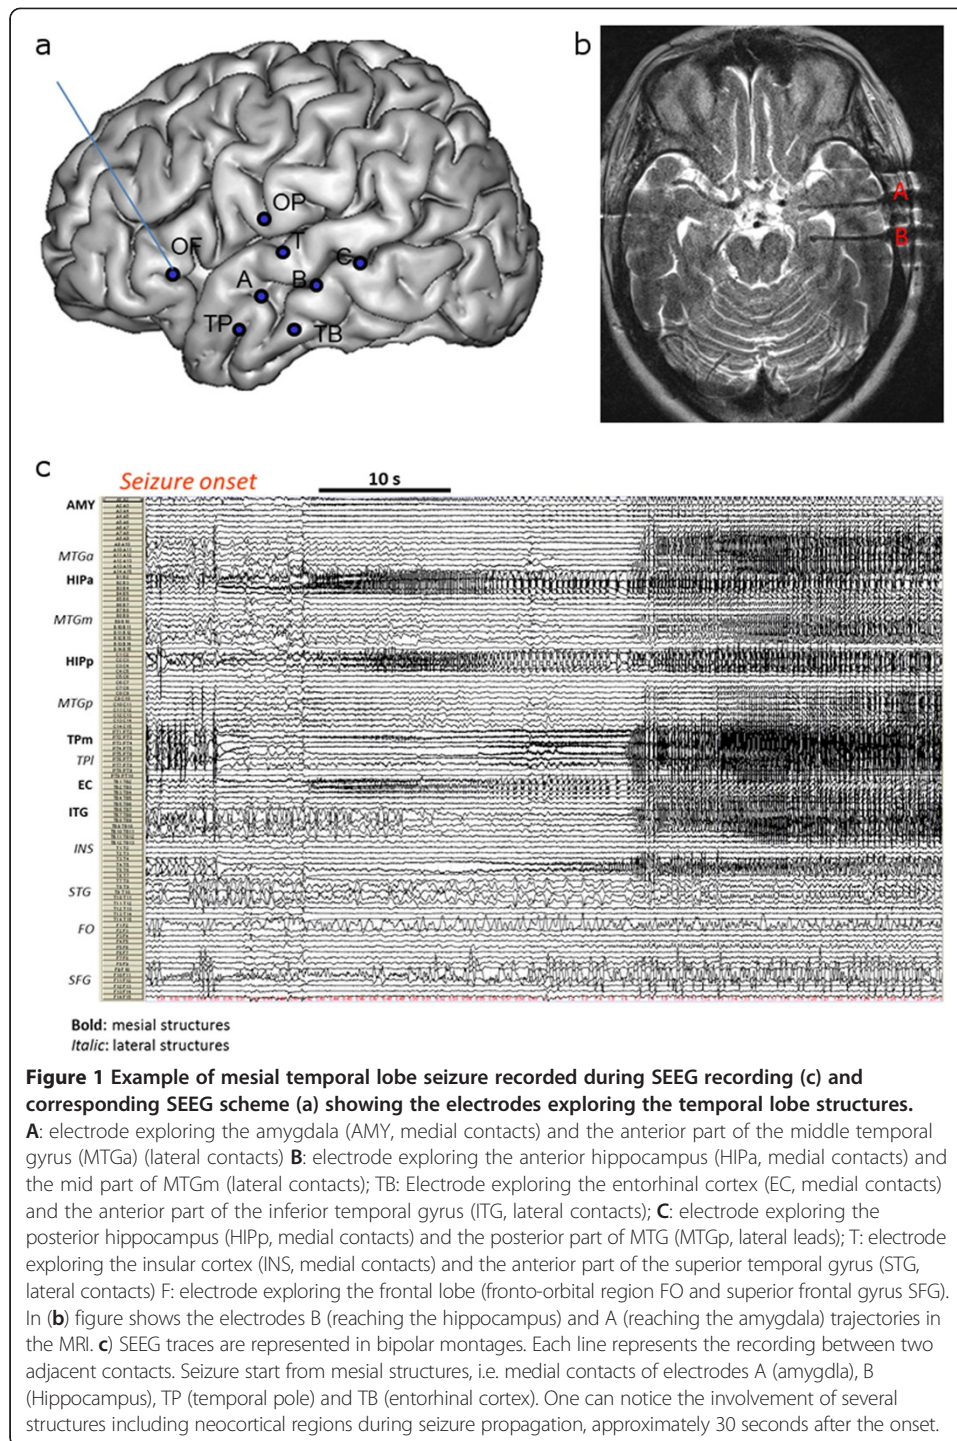 a
b
OP
OF
T
C
A
B
TP
TB
A
B
c
Seizure onset
10 s
AMY
MTGa
HIPa
MTGm
HIPp
MTGp
TPm
TPl
EC
ITG
INS
STG
FO
SFG
Bold: mesial structures
Italic: lateral structures
Figure 1 Example of mesial temporal lobe seizure recorded during SEEG recording (c) and
corresponding SEEG scheme (a) showing the electrodes exploring the temporal lobe structures.
A: electrode exploring the amygdala (AMY, medial contacts) and the anterior part of the middle temporal
gyrus (MTGa) (lateral contacts) B: electrode exploring the anterior hippocampus (HIPa, medial contacts) and
the mid part of MTGm (lateral contacts); TB: Electrode exploring the entorhinal cortex (EC, medial contacts)
and the anterior part of the inferior temporal gyrus (ITG, lateral contacts); C: electrode exploring the
posterior hippocampus (HIPp, medial contacts) and the posterior part of MTG (MTGp, lateral leads); T: electrode
exploring the insular cortex (INS, medial contacts) and the anterior part of the superior temporal gyrus (STG,
lateral contacts) F: electrode exploring the frontal lobe (fronto-orbital region FO and superior frontal gyrus SFG).
In (b) figure shows the electrodes B (reaching the hippocampus) and A (reaching the amygdala) trajectories in
the MRI. c) SEEG traces are represented in bipolar montages. Each line represents the recording between two
adjacent contacts. Seizure start from mesial structures, i.e. medial contacts of electrodes A (amygdla), B
(Hippocampus), TP (temporal pole) and TB (entorhinal cortex). One can notice the involvement of several
structures including neocortical regions during seizure propagation, approximately 30 seconds after the onset.